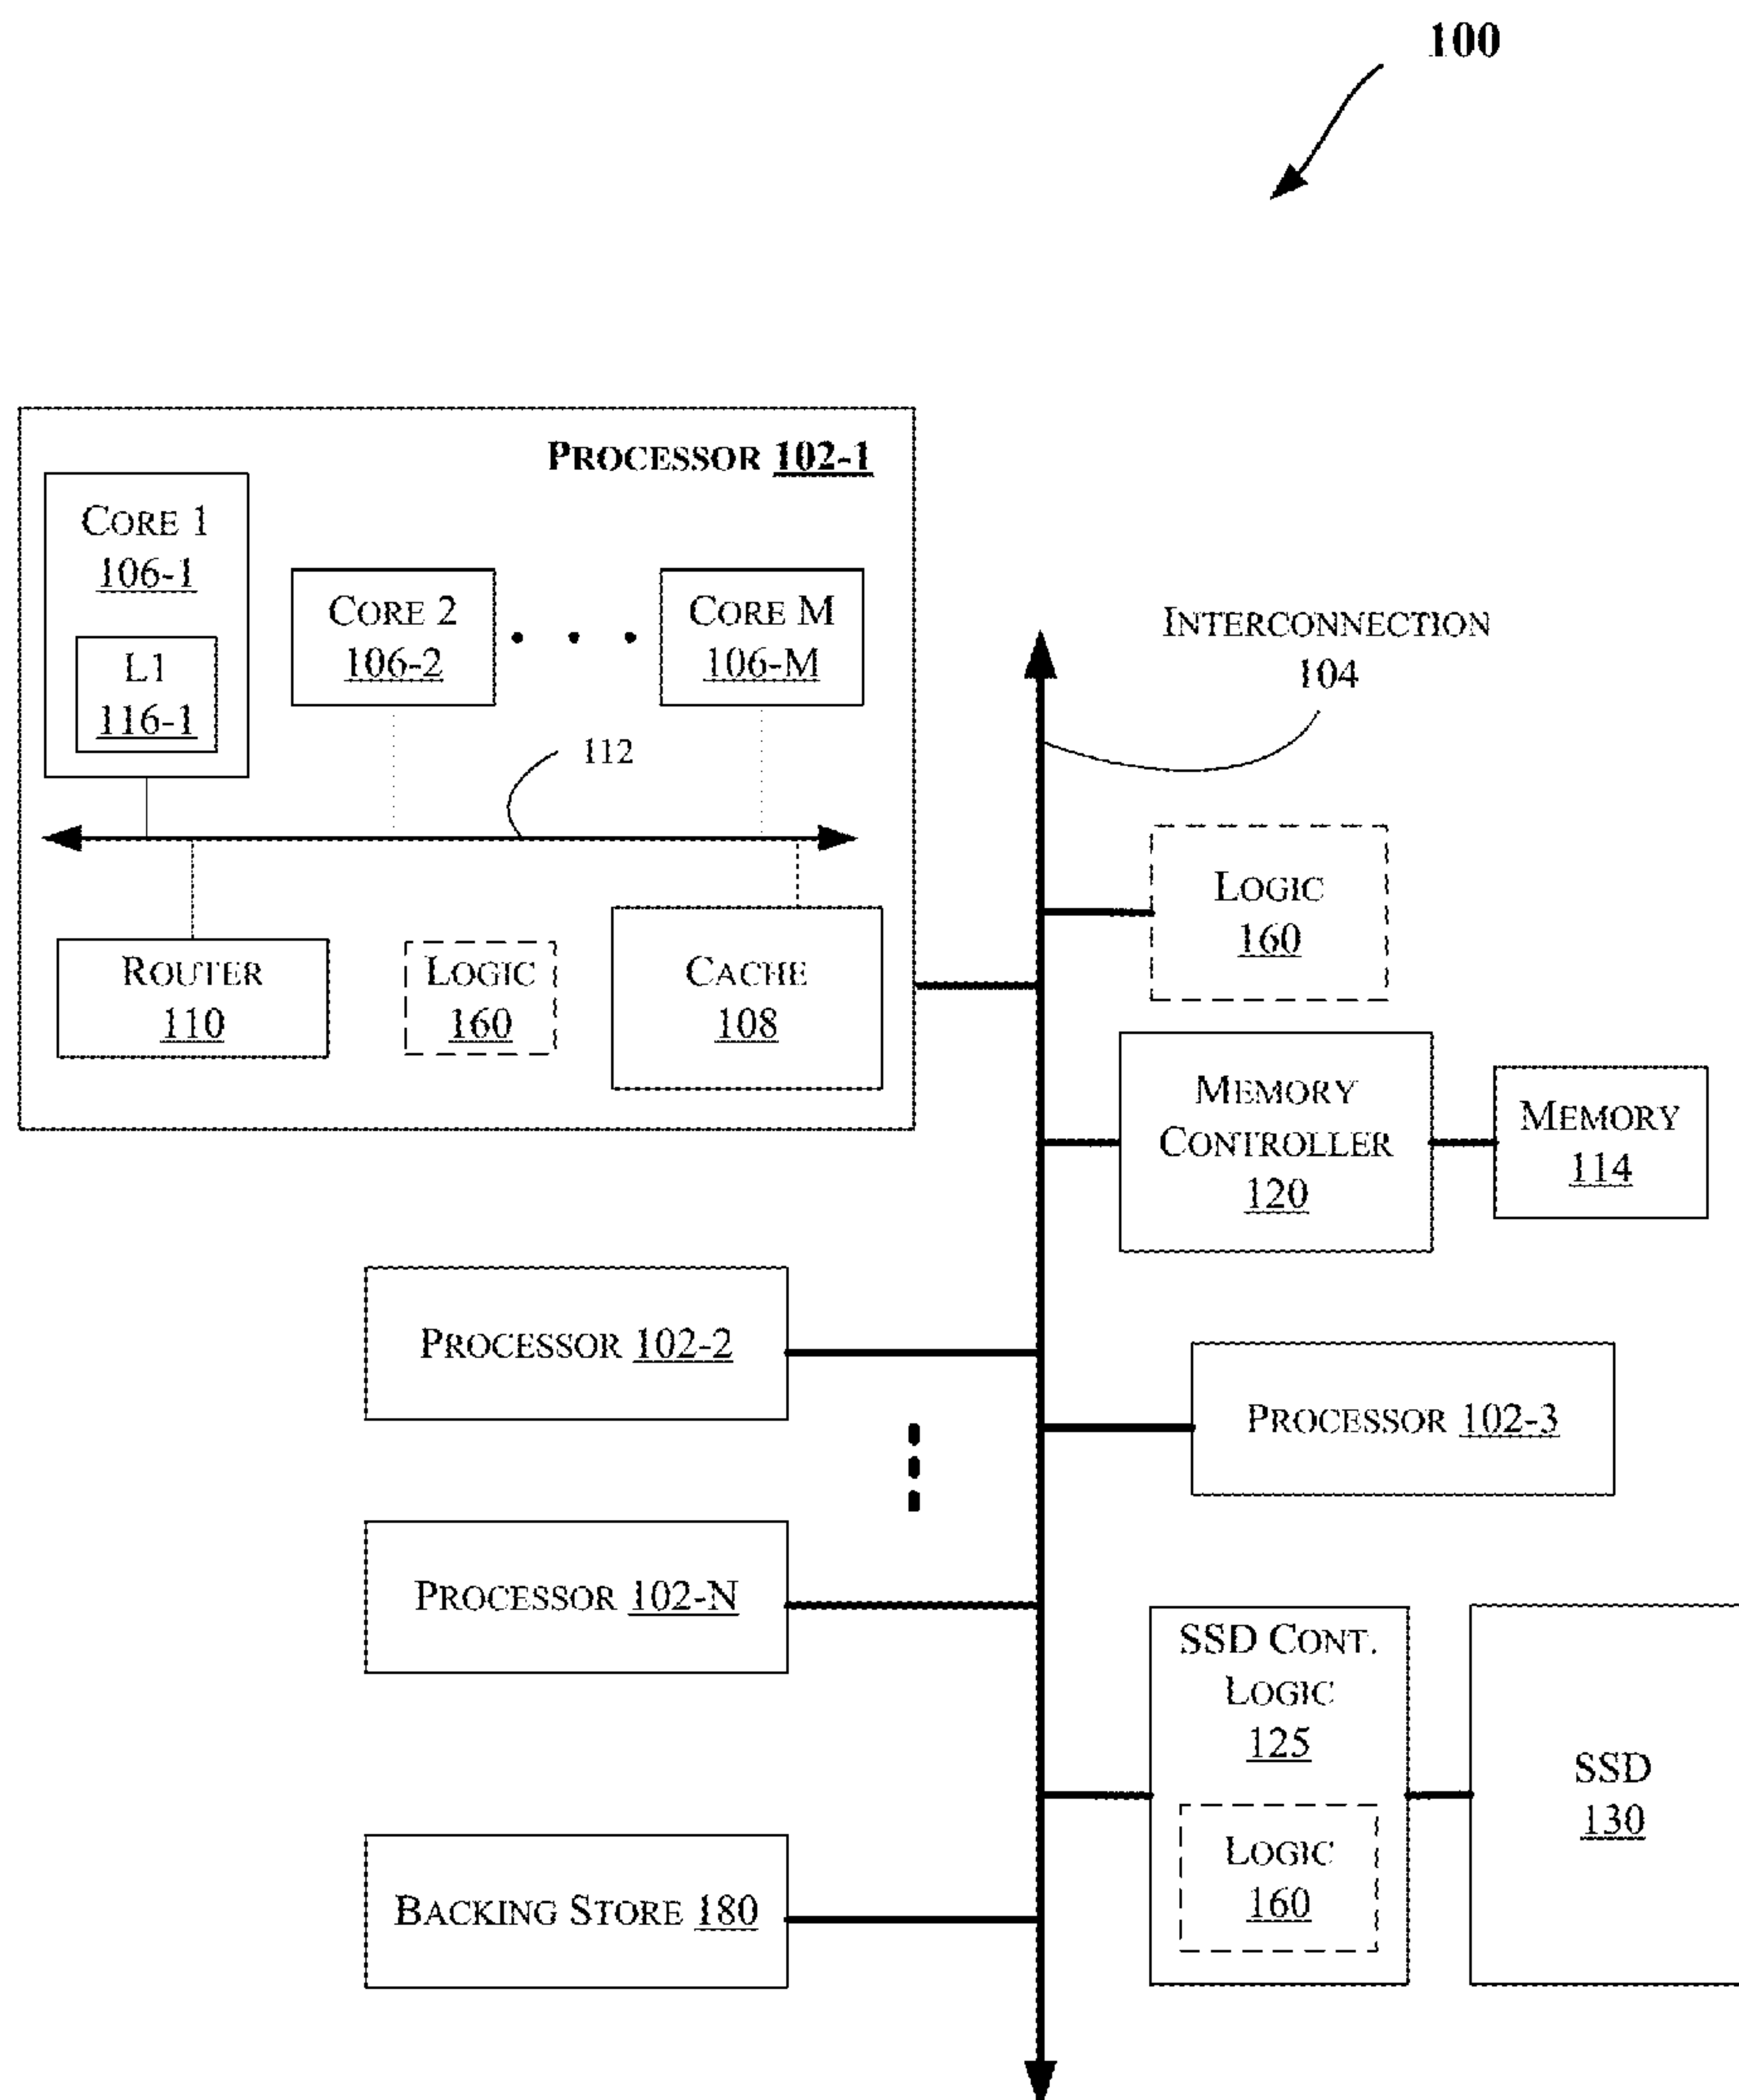 100
PROCESSOR 102-1
CORE 1
106-1
L1
116-1
CORE 2
106-2
CORE M
106-M
112
ROUTER
110
LOGIC
160
CACHE
108
INTERCONNECTION
104
LOGIC
160
MEMORY
CONTROLLER
120
MEMORY
114
PROCESSOR 102-2
PROCESSOR 102-3
PROCESSOR 102-N
SSD CONT.
LOGIC
125
LOGIC
160
SSD
130
BACKING STORE 180